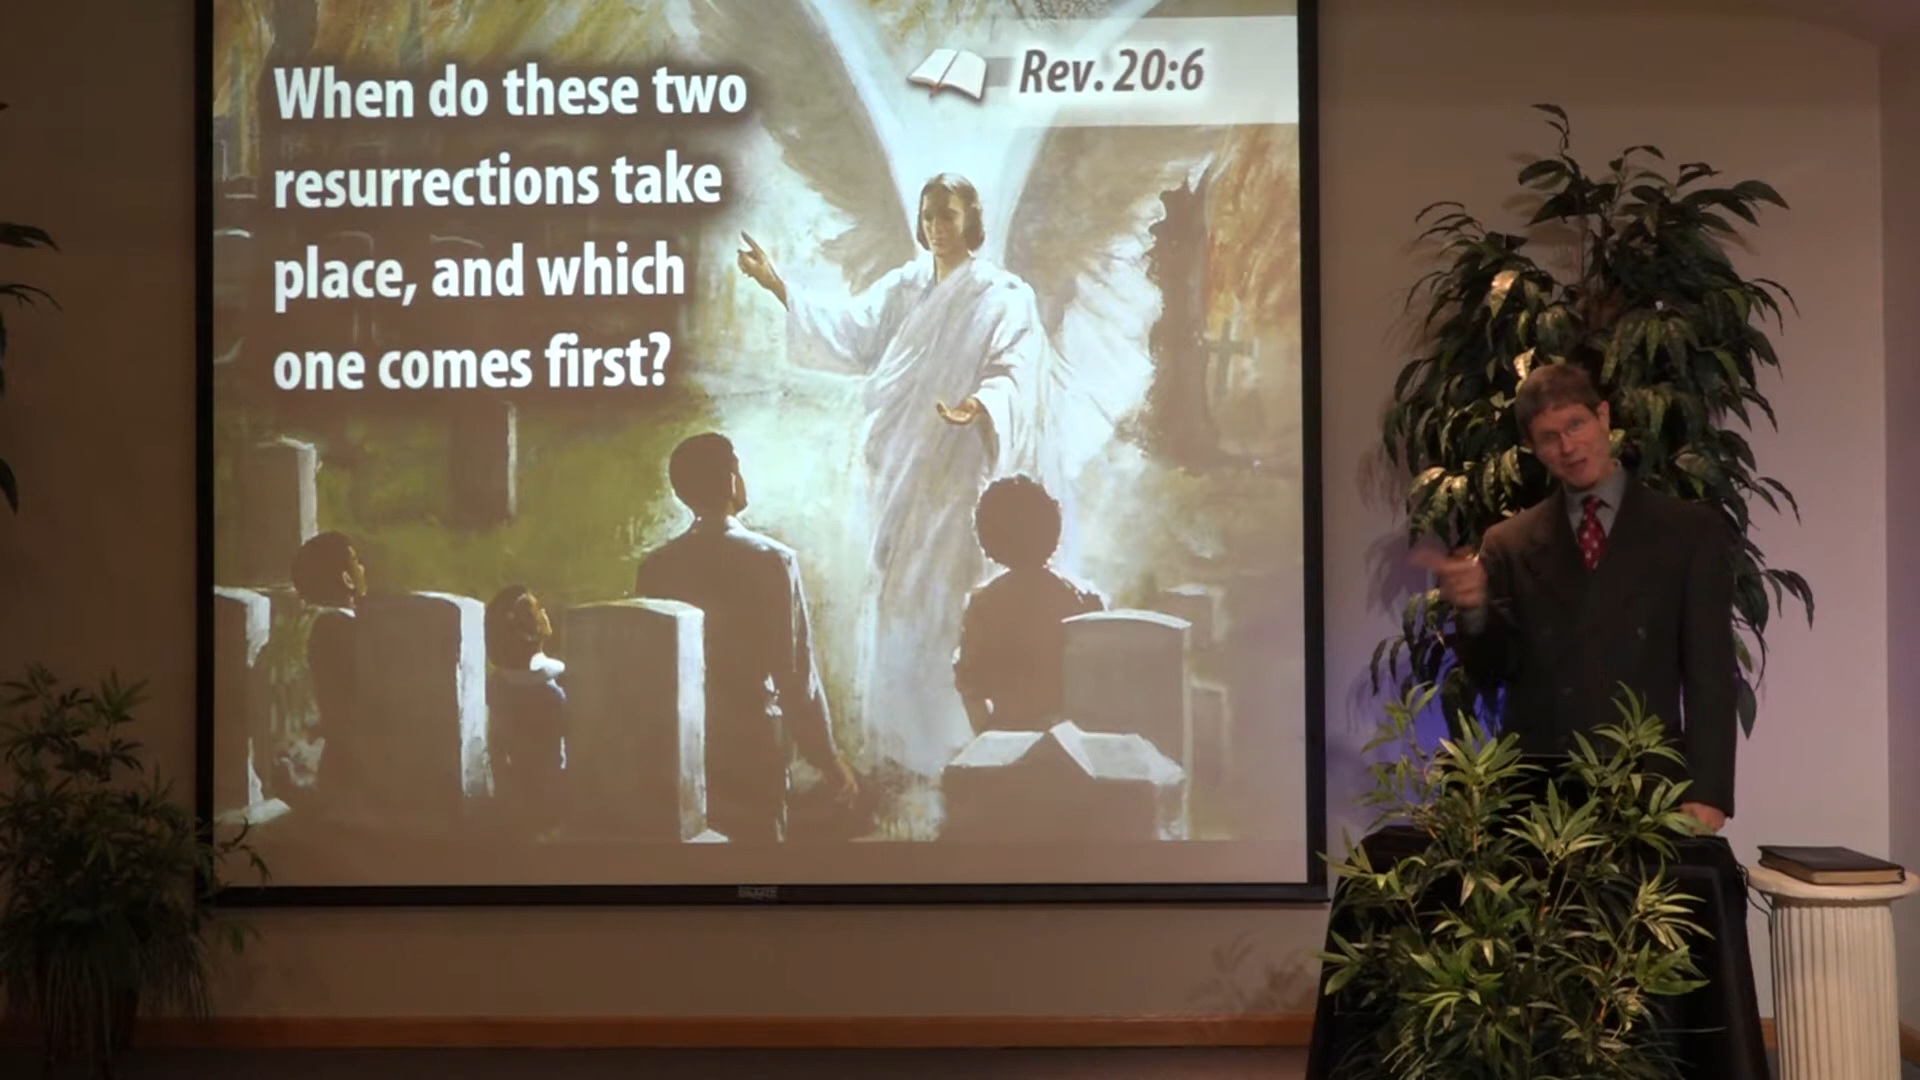 When do these two
Rev. 20:6
resurrections take
place, and which
one comes first?